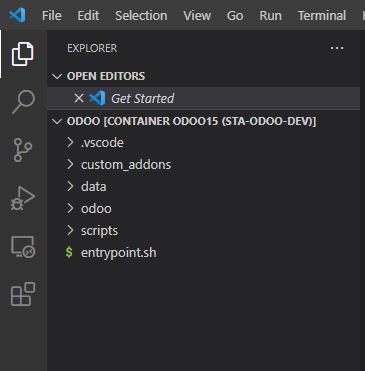 File Edit Selection View Go Run Terminal
EXPLORER ...
OPEN EDITORS
Get Started
ODOO [CONTAINER ODOO15 (STA-ODOO-DEV)]
.vscode
custom_addons
data
odoo
scripts
$ entrypoint.sh